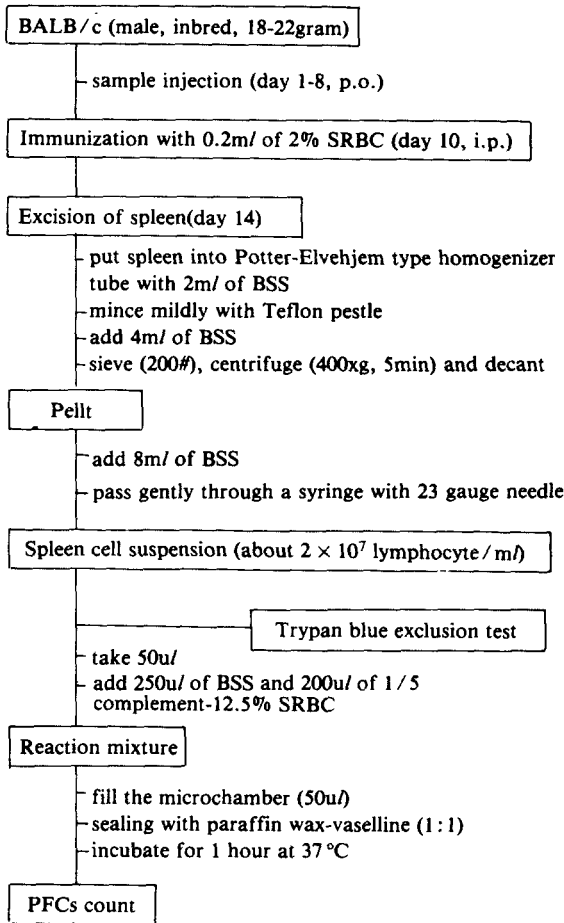 BALB/c (male, inbred, 18-22gram)
sample injection (day 1-8, p.o.)
Immunization with 0.2ml of 2% SRBC (day 10, i.p.)
Excision of spleen(day 14)
put spleen into Potter-Elvehjem type homogenizer
tube with 2ml of BSS
mince mildly with Teflon pestle
add 4ml of BSS
sieve (200#), centrifuge (400xg, 5min) and decant
Pellt
add 8ml of BSS
pass gently through a syringe with 23 gauge needle
Spleen cell suspension (about 2 × 10⁷ lymphocyte/ml)
Trypan blue exclusion test
take 50ul
add 250ul of BSS and 200ul of 1/5
complement-12.5% SRBC
Reaction mixture
fill the microchamber (50ul)
sealing with paraffin wax-vaselline (1:1)
incubate for 1 hour at 37°C
PFCs count